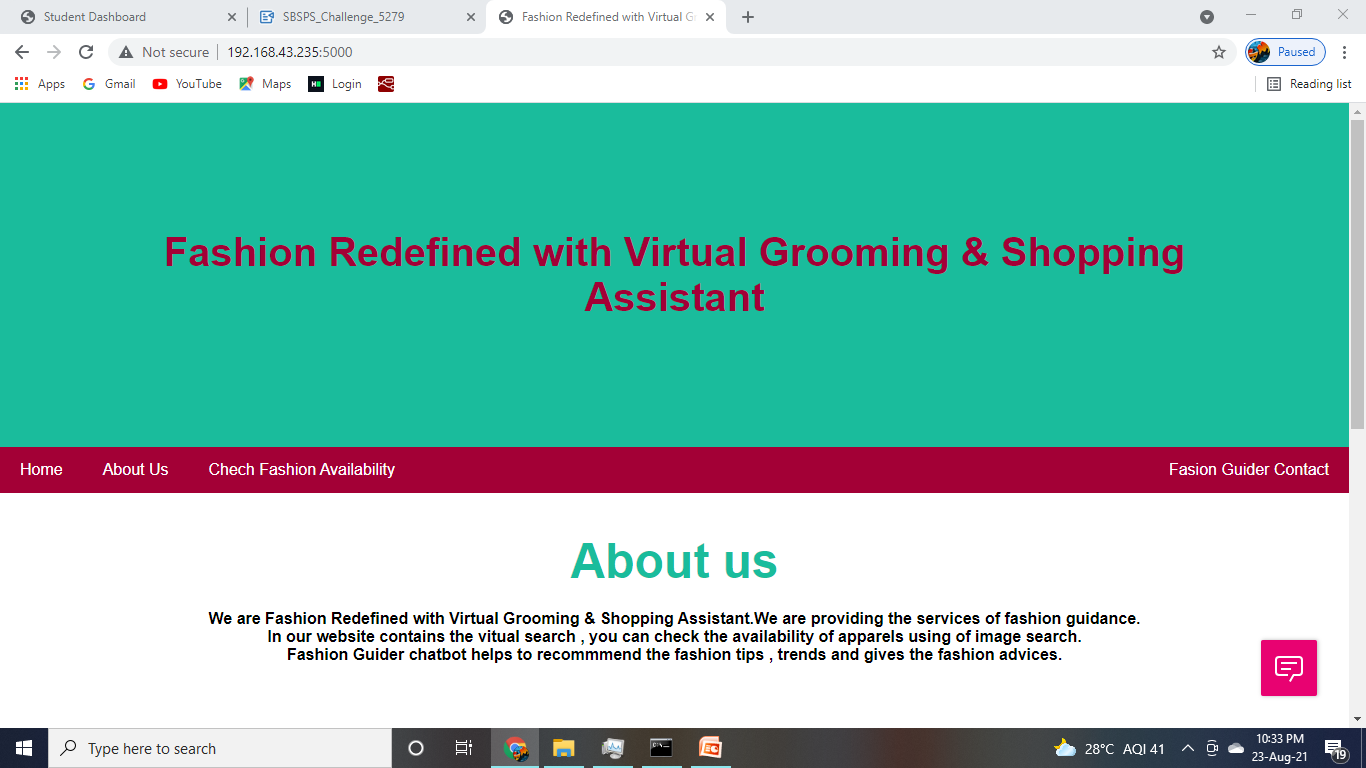 Student Dashboard
SBSPS_Challenge_5279
Fashion Redefined with Virtual G
Not secure
192.168.43.235:5000
Paused
Apps
Gmail
YouTube
Maps
Login
Reading list
Fashion Redefined with Virtual Grooming & Shopping
Assistant
Home
About Us
Chech Fashion Availability
Fasion Guider Contact
About us
We are Fashion Redefined with Virtual Grooming & Shopping Assistant.We are providing the services of fashion guidance.
In our website contains the vitual search , you can check the availability of apparels using of image search.
Fashion Guider chatbot helps to recommmend the fashion tips , trends and gives the fashion advices.
Type here to search
28°C AQI 41
10:33 PM
23-Aug-21
19